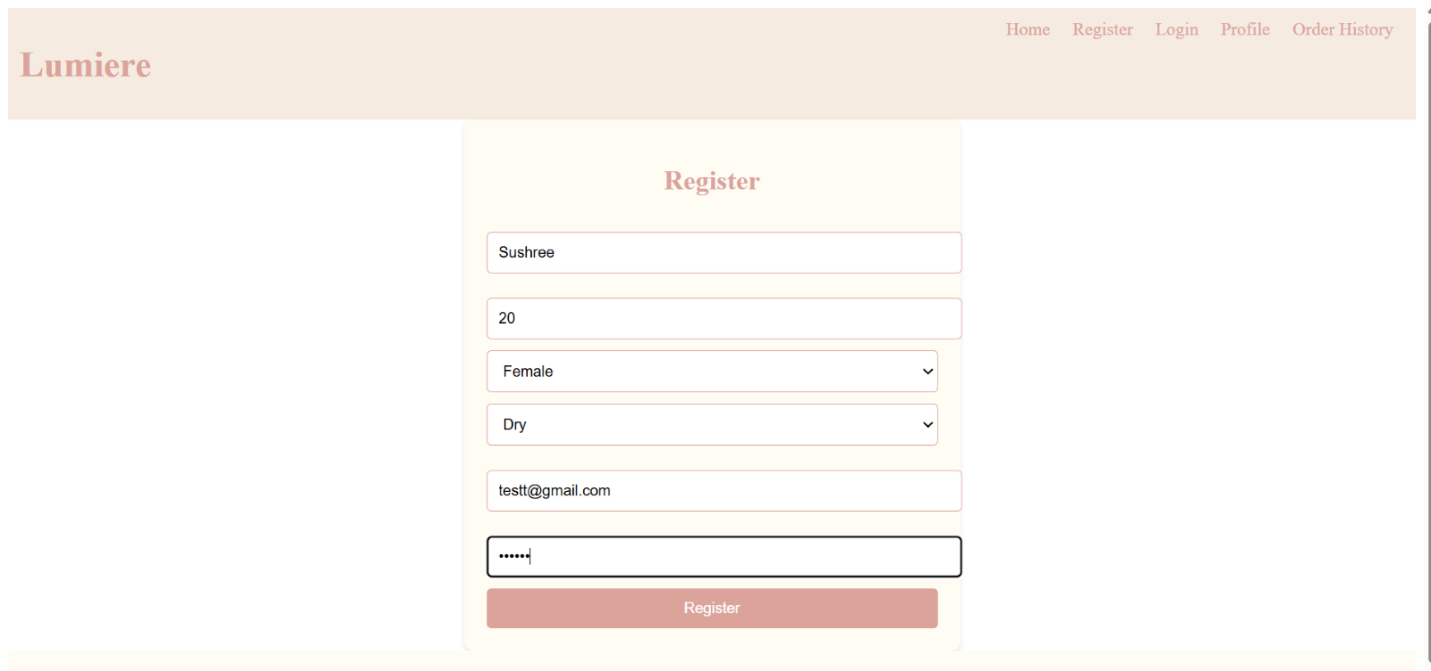 Home Register Login Profile Order History
Lumiere
Register
Sushree
20
Female
Dry
testt@gmail.com
••••••
Register